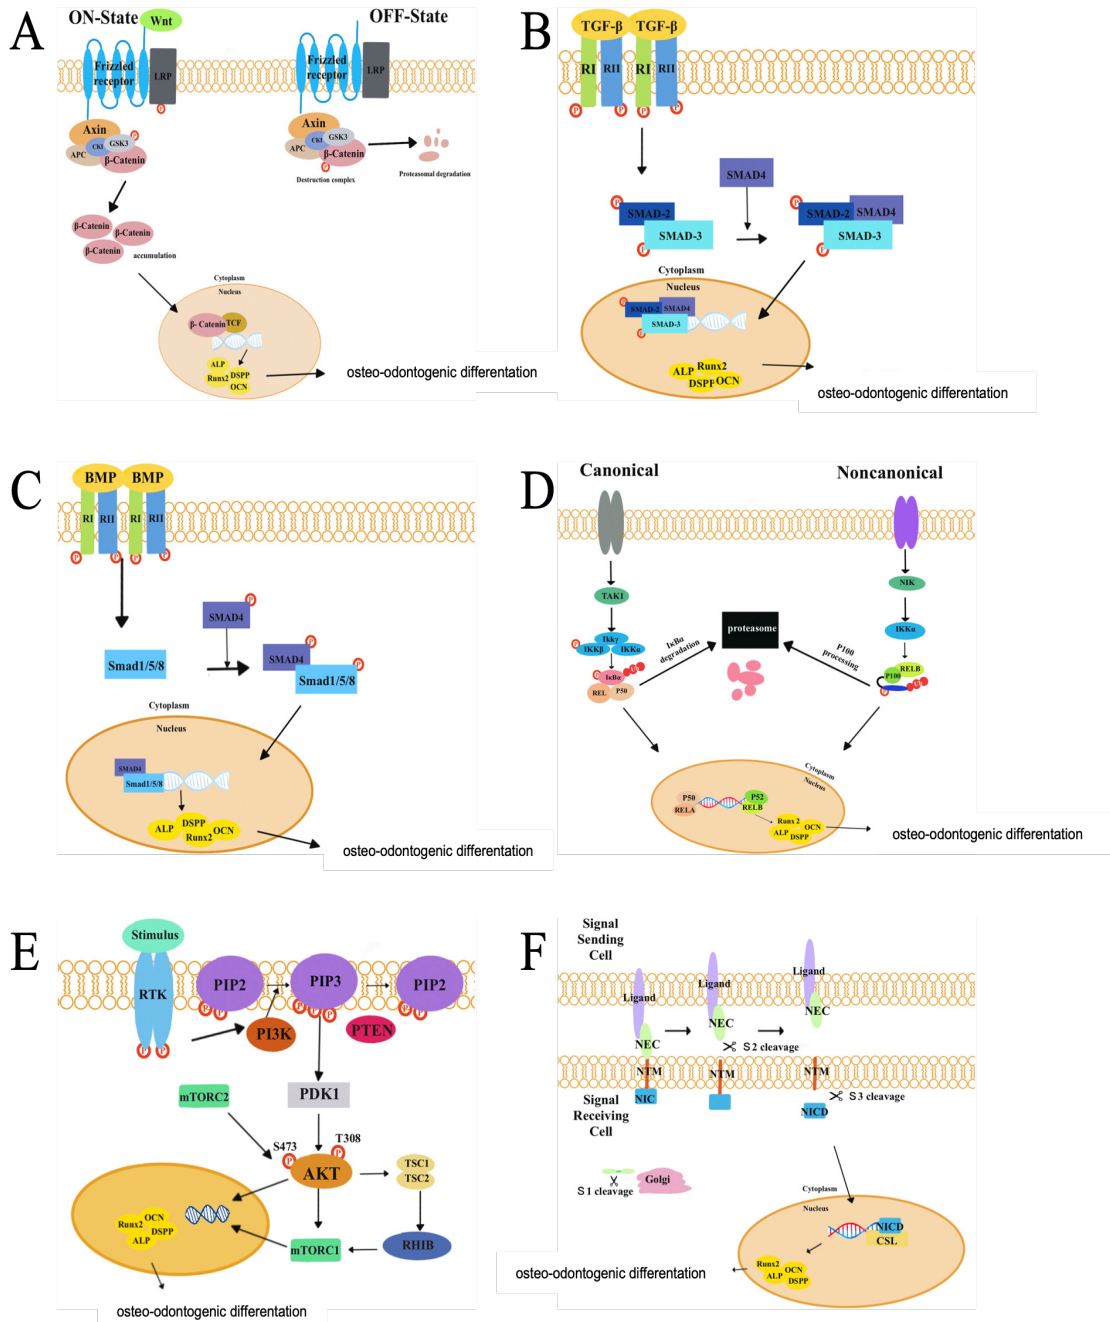 A
ON-State
Wnt
OFF-State
Frizzled
receptor
LRP
P
Frizzled
receptor
LRP
Axin
P
CKI
GSK3
APC
β-Catenin
Axin
CKI
GSK3
APC
β-Catenin
P
Destruction complex
Proteasomal degradation
β-Catenin
β-Catenin
β-Catenin
accumulation
Cytoplasm
Nucleus
β- Catenin
TCF
ALP
Runx2
DSPP
OCN
osteo-odontogenic differentation
B
TGF-β
TGF-β
RI
RII
RI
RII
P
P
P
P
SMAD4
P
SMAD-2
SMAD-3
P
P
SMAD-2
SMAD4
SMAD-3
P
Cytoplasm
Nucleus
P
SMAD-2
SMAD4
SMAD-3
P
ALP
Runx2
DSPP
OCN
osteo-odontogenic differentation
C
BMP
BMP
RI
RII
RI
RII
P
P
P
P
SMAD4
P
Smad1/5/8
SMAD4
P
Smad1/5/8
P
Cytoplasm
Nucleus
SMAD4
Smad1/5/8
ALP
DSPP
Runx2
OCN
osteo-odontogenic differentation
D
Canonical
Noncanonical
TAK1
NIK
P
Ikkγ
IKKβ
IKKα
IKKα
IκBα
degradation
proteasome
P100
processing
P
IκBα
U
REL
P50
RELB
P100
P
U
Cytoplasm
Nucleus
P50
RELA
P52
RELB
Runx 2
ALP
OCN
DSPP
osteo-odontogenic differentation
E
Stimulus
RTK
P
P
PIP2
P
P
PIP3
P
P
P
PIP2
P
P
PI3K
PTEN
mTORC2
PDK1
S473
P
T308
P
AKT
TSC1
TSC2
mTORC1
RHIB
Runx2
OCN
DSPP
ALP
osteo-odontogenic differentation
F
Signal
Sending
Cell
Ligand
Ligand
Ligand
NEC
NEC
NEC
S 2 cleavage
NTM
NTM
NTM
NIC
Signal
Receiving
Cell
NICD
S 3 cleavage
S 1 cleavage
Golgi
Cytoplasm
Nucleus
NICD
CSL
Runx2
ALP
OCN
DSPP
osteo-odontogenic differentation